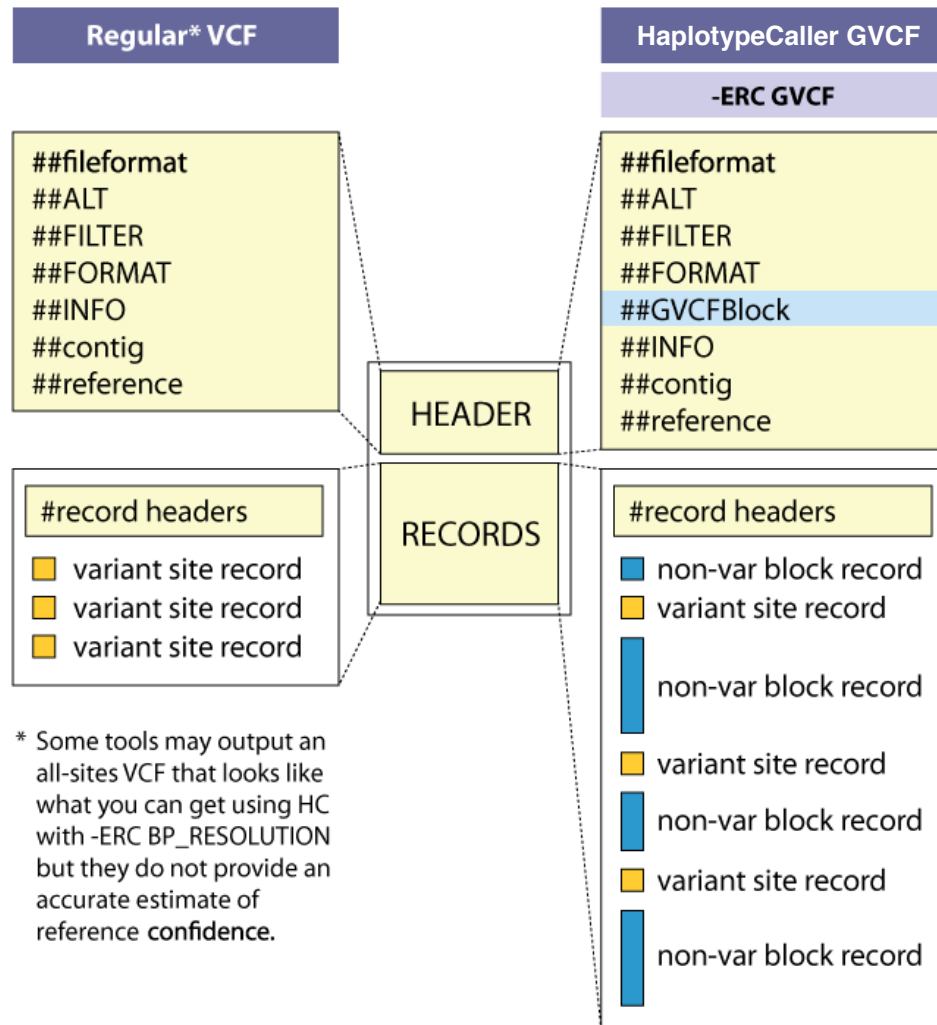 Regular* VCF
##fileformat
##ALT
##FILTER
##FORMAT
##INFO
##contig
##reference
#record headers
variant site record
variant site record
variant site record
* Some tools may output an
all-sites VCF that looks like
what you can get using HC
with -ERC BP_RESOLUTION
but they do not provide an
accurate estimate of
reference confidence.
HEADER
RECORDS
HaplotypeCaller GVCF
-ERC GVCF
##fileformat
##ALT
##FILTER
##FORMAT
##GVCFBlock
##INFO
##contig
##reference
#record headers
non-var block record
variant site record
non-var block record
variant site record
non-var block record
variant site record
non-var block record